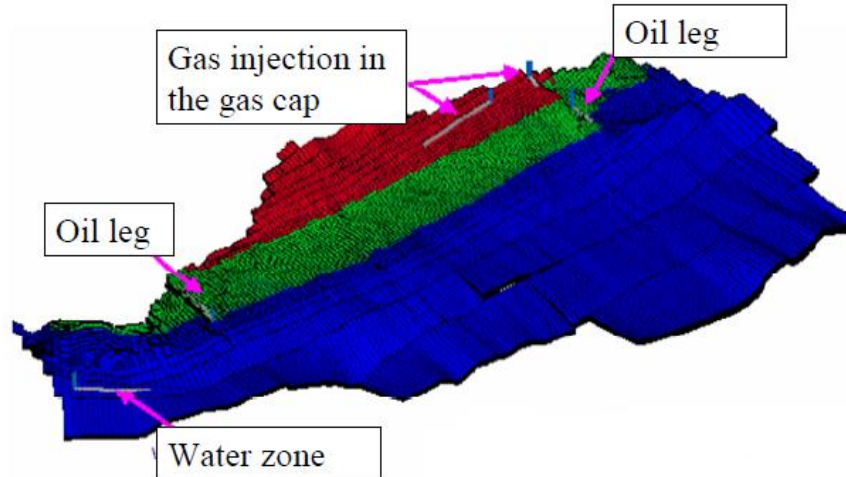 Gas injection in
the gas cap
Oil leg
Oil leg
Water zone